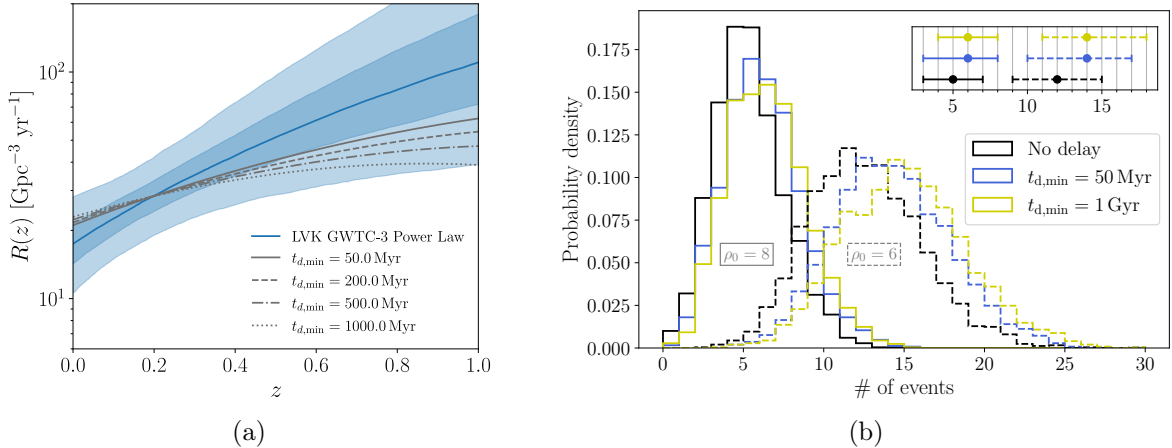 10²
10¹
R(z) [Gpc⁻³ yr⁻¹]
LVK GWTC-3 Power Law
t_d,min = 50.0 Myr
t_d,min = 200.0 Myr
t_d,min = 500.0 Myr
t_d,min = 1000.0 Myr
0.0 0.2 0.4 0.6 0.8 1.0
z
(a)
Probability density
0.175
0.150
0.125
0.100
0.075
0.050
0.025
0.000
5 10 15
No delay
t_d,min = 50 Myr
t_d,min = 1 Gyr
ρ₀ = 8
ρ₀ = 6
0 5 10 15 20 25 30
# of events
(b)